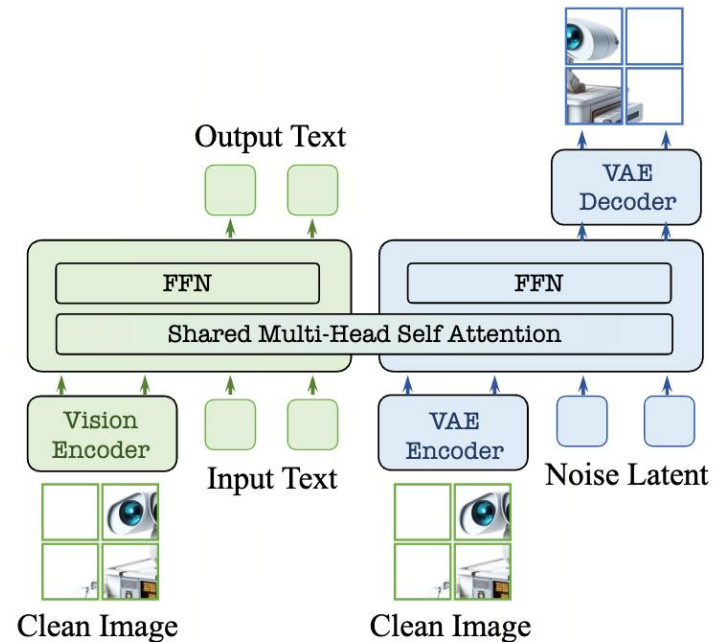 Output Text
VAE
Decoder
FFN
FFN
Shared Multi-Head Self Attention
Vision
Encoder
Input Text
VAE
Encoder
Noise Latent
Clean Image
Clean Image